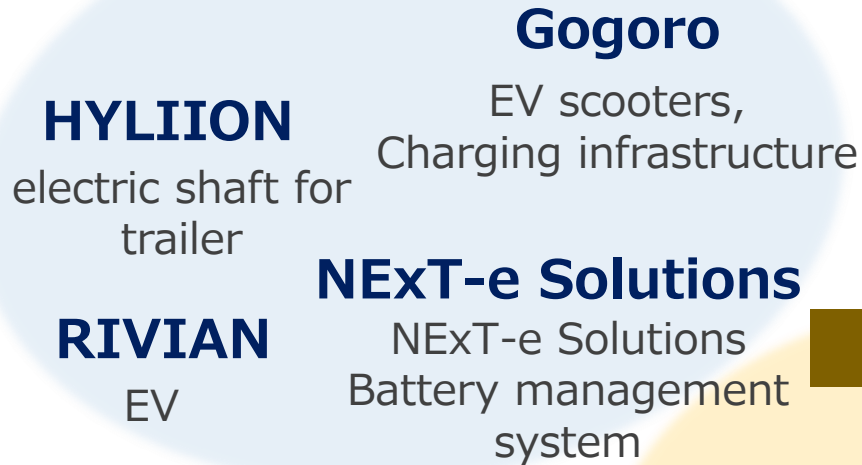 Gogoro
EV scooters,
Charging infrastructure
HYLIION
electric shaft for
trailer
NExT-e Solutions
NExT-e Solutions
Battery management
system
RIVIAN
EV